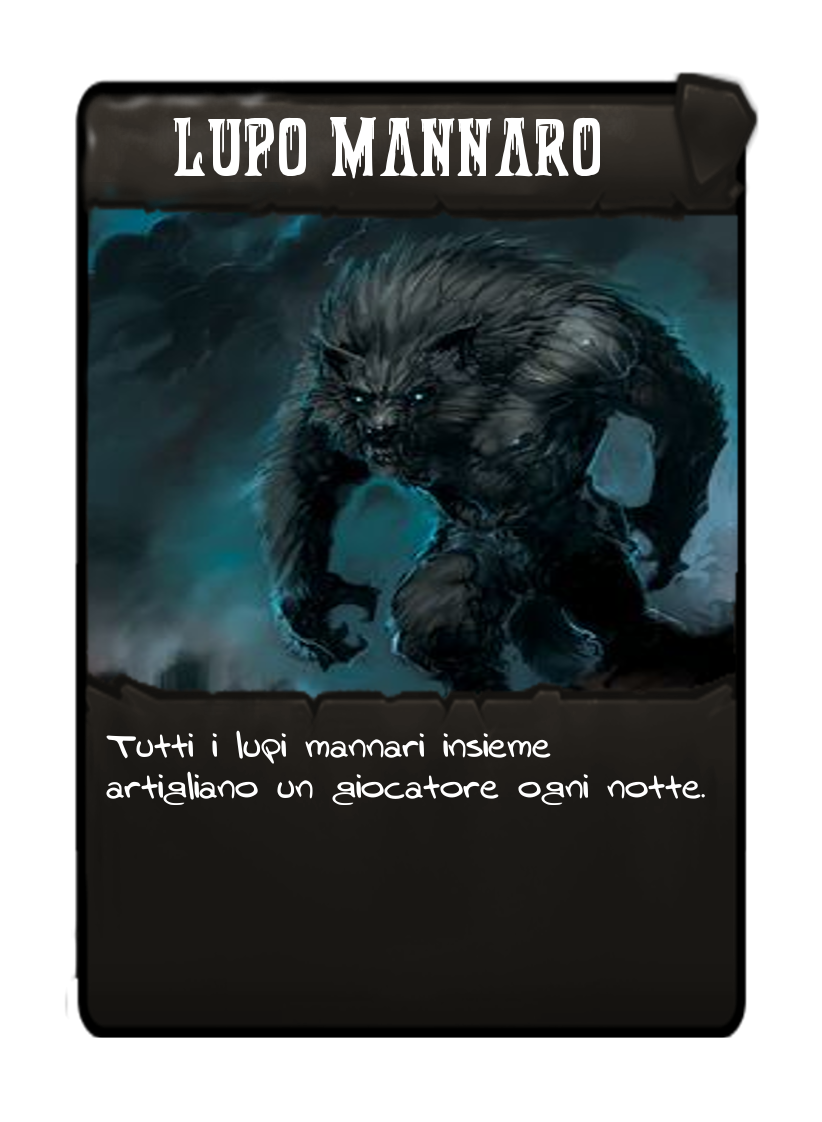 Lupo Mannaro
Tutti i lupi mannari insieme
artigliano un giocatore ogni notte.